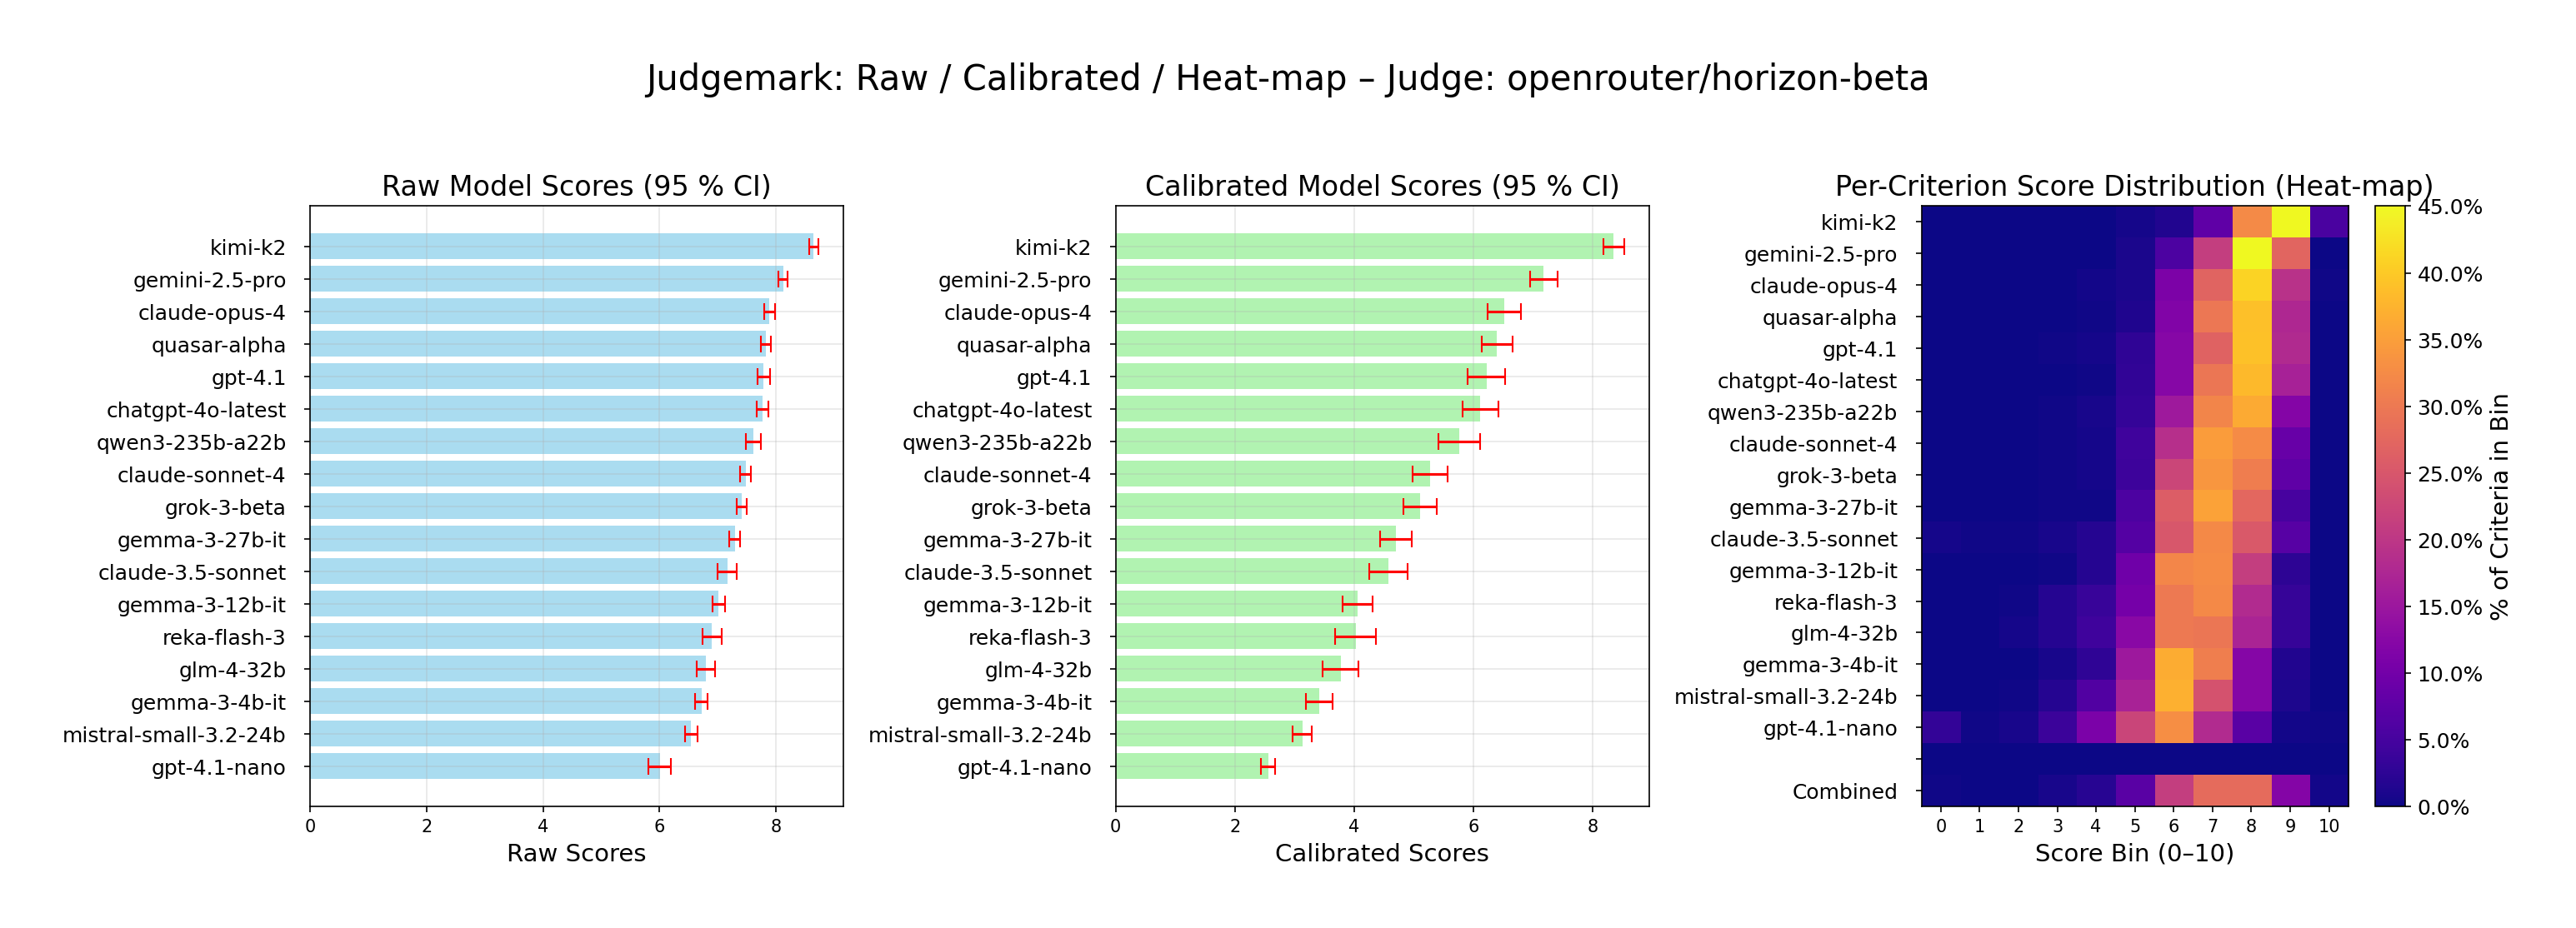 Judgemark: Raw / Calibrated / Heat-map – Judge: openrouter/horizon-beta
Raw Model Scores (95 % CI)
kimi-k2
gemini-2.5-pro
claude-opus-4
quasar-alpha
gpt-4.1
chatgpt-4o-latest
qwen3-235b-a22b
claude-sonnet-4
grok-3-beta
gemma-3-27b-it
claude-3.5-sonnet
gemma-3-12b-it
reka-flash-3
glm-4-32b
gemma-3-4b-it
mistral-small-3.2-24b
gpt-4.1-nano
0 2 4 6 8
Raw Scores
Calibrated Model Scores (95 % CI)
kimi-k2
gemini-2.5-pro
claude-opus-4
quasar-alpha
gpt-4.1
chatgpt-4o-latest
qwen3-235b-a22b
claude-sonnet-4
grok-3-beta
gemma-3-27b-it
claude-3.5-sonnet
gemma-3-12b-it
reka-flash-3
glm-4-32b
gemma-3-4b-it
mistral-small-3.2-24b
gpt-4.1-nano
0 2 4 6 8
Calibrated Scores
Per-Criterion Score Distribution (Heat-map)
kimi-k2
gemini-2.5-pro
claude-opus-4
quasar-alpha
gpt-4.1
chatgpt-4o-latest
qwen3-235b-a22b
claude-sonnet-4
grok-3-beta
gemma-3-27b-it
claude-3.5-sonnet
gemma-3-12b-it
reka-flash-3
glm-4-32b
gemma-3-4b-it
mistral-small-3.2-24b
gpt-4.1-nano
Combined
0 1 2 3 4 5 6 7 8 9 10
Score Bin (0–10)
45.0%
40.0%
35.0%
30.0%
25.0%
20.0%
15.0%
10.0%
5.0%
0.0%
% of Criteria in Bin